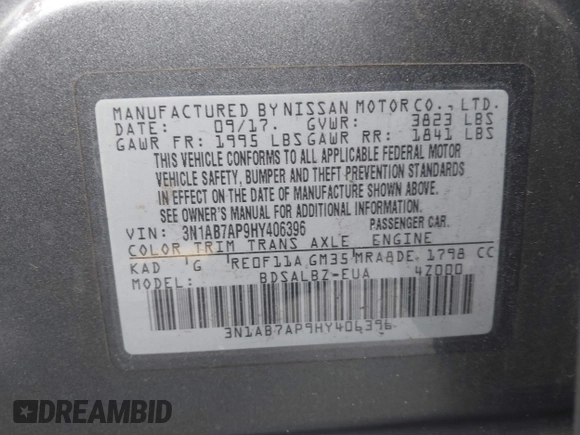 MANUFACTURED BY NISSAN MOTOR CO., LTD.
DATE: 09/17. GVWR: 3823 LBS
GAWR FR: 1995 LBS GAWR RR: 1841 LBS
THIS VEHICLE CONFORMS TO ALL APPLICABLE FEDERAL MOTOR
VEHICLE SAFETY, BUMPER AND THEFT PREVENTION STANDARDS
IN EFFECT ON THE DATE OF MANUFACTURE SHOWN ABOVE.
SEE OWNER'S MANUAL FOR ADDITIONAL INFORMATION.
VIN: 3N1AB7AP9HY406396 PASSENGER CAR.
COLOR TRIM TRANS AXLE ENGINE
KAD G RE0F11A GM35 MRA8DE 1798 CC
MODEL: BDSALBZ-EUA 4Z000
3N1AB7AP9HY406396
DREAMBID